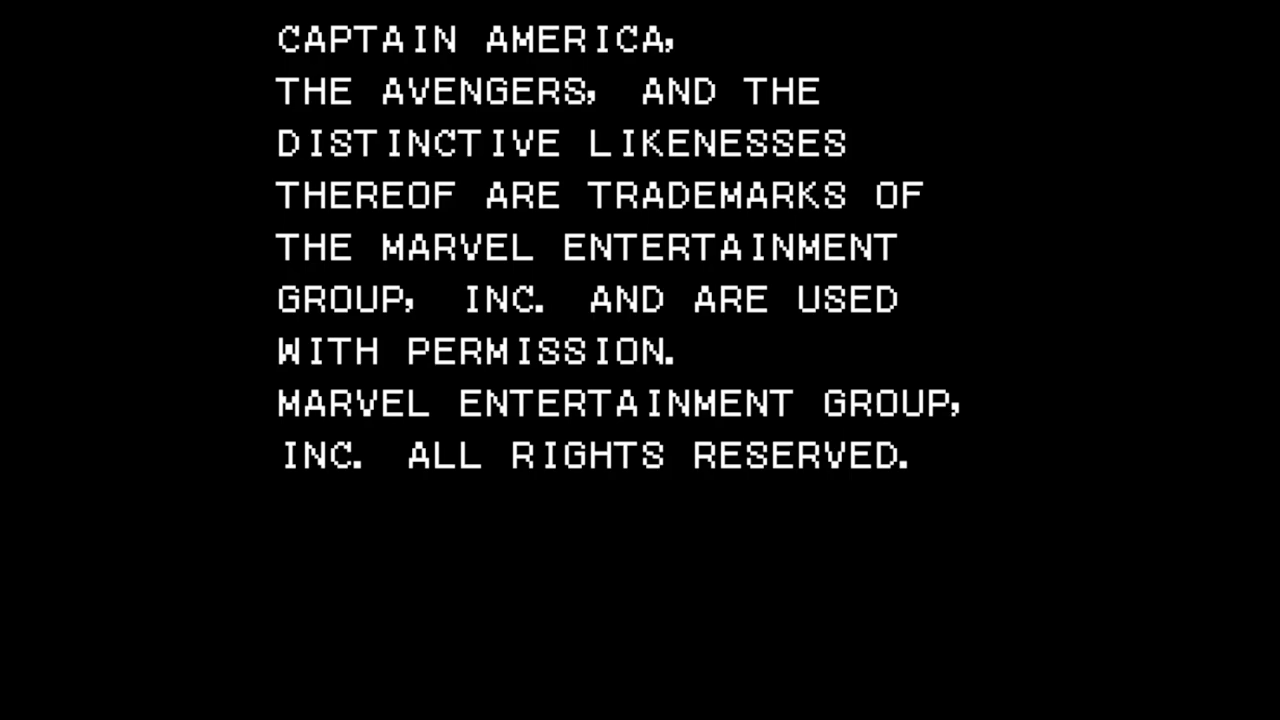 CAPTAIN AMERICA,
THE AVENGERS, AND THE
DISTINCTIVE LIKENESSES
THEREOF ARE TRADEMARKS OF
THE MARVEL ENTERTAINMENT
GROUP, INC. AND ARE USED
WITH PERMISSION.
MARVEL ENTERTAINMENT GROUP,
INC. ALL RIGHTS RESERVED.